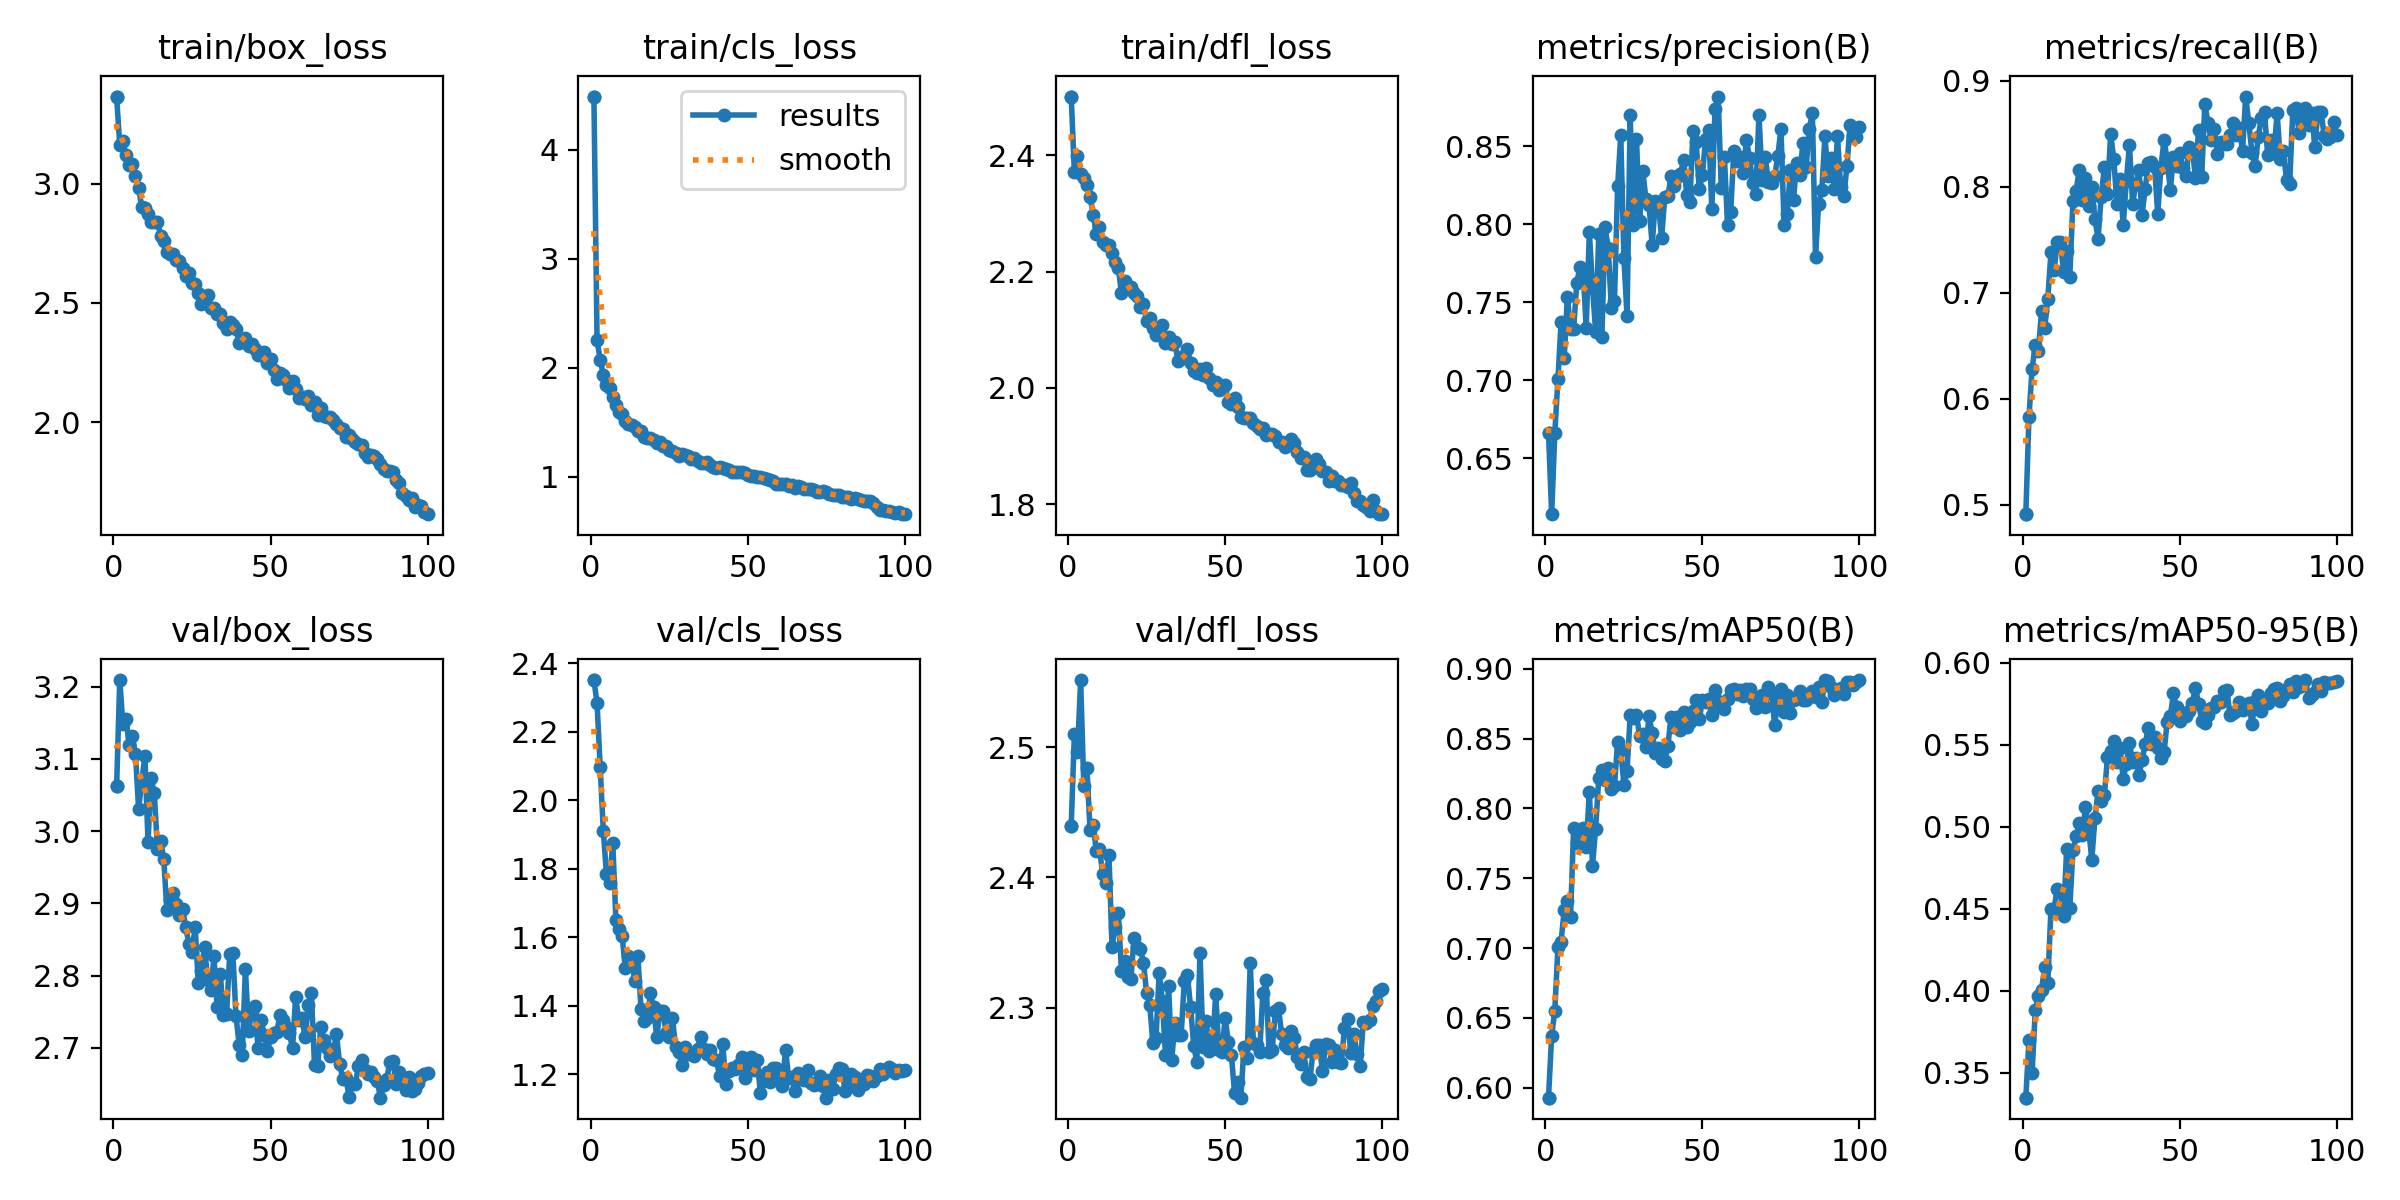 train/box_loss
3.0
2.5
2.0
0 50 100
train/cls_loss
results
smooth
4
3
2
1
0 50 100
train/dfl_loss
2.4
2.2
2.0
1.8
0 50 100
metrics/precision(B)
0.85
0.80
0.75
0.70
0.65
0 50 100
metrics/recall(B)
0.9
0.8
0.7
0.6
0.5
0 50 100
val/box_loss
3.2
3.1
3.0
2.9
2.8
2.7
0 50 100
val/cls_loss
2.4
2.2
2.0
1.8
1.6
1.4
1.2
0 50 100
val/dfl_loss
2.5
2.4
2.3
0 50 100
metrics/mAP50(B)
0.90
0.85
0.80
0.75
0.70
0.65
0.60
0 50 100
metrics/mAP50-95(B)
0.60
0.55
0.50
0.45
0.40
0.35
0 50 100